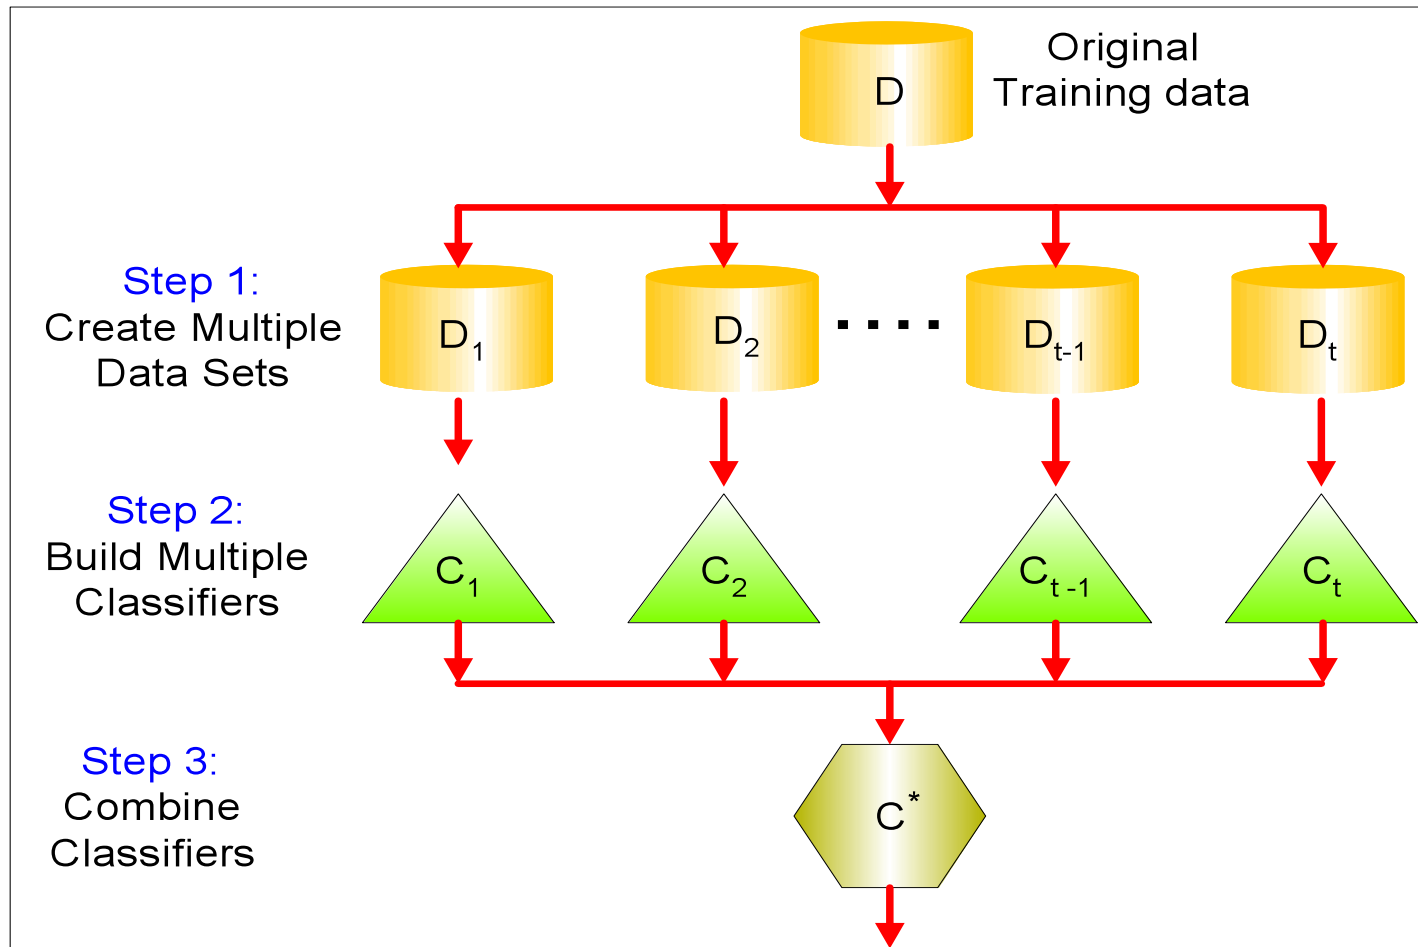 D
Original
Training data
Step 1:
Create Multiple
Data Sets
D1
D2
....
Dt-1
Dt
Step 2:
Build Multiple
Classifiers
C1
C2
Ct-1
Ct
Step 3:
Combine
Classifiers
C*